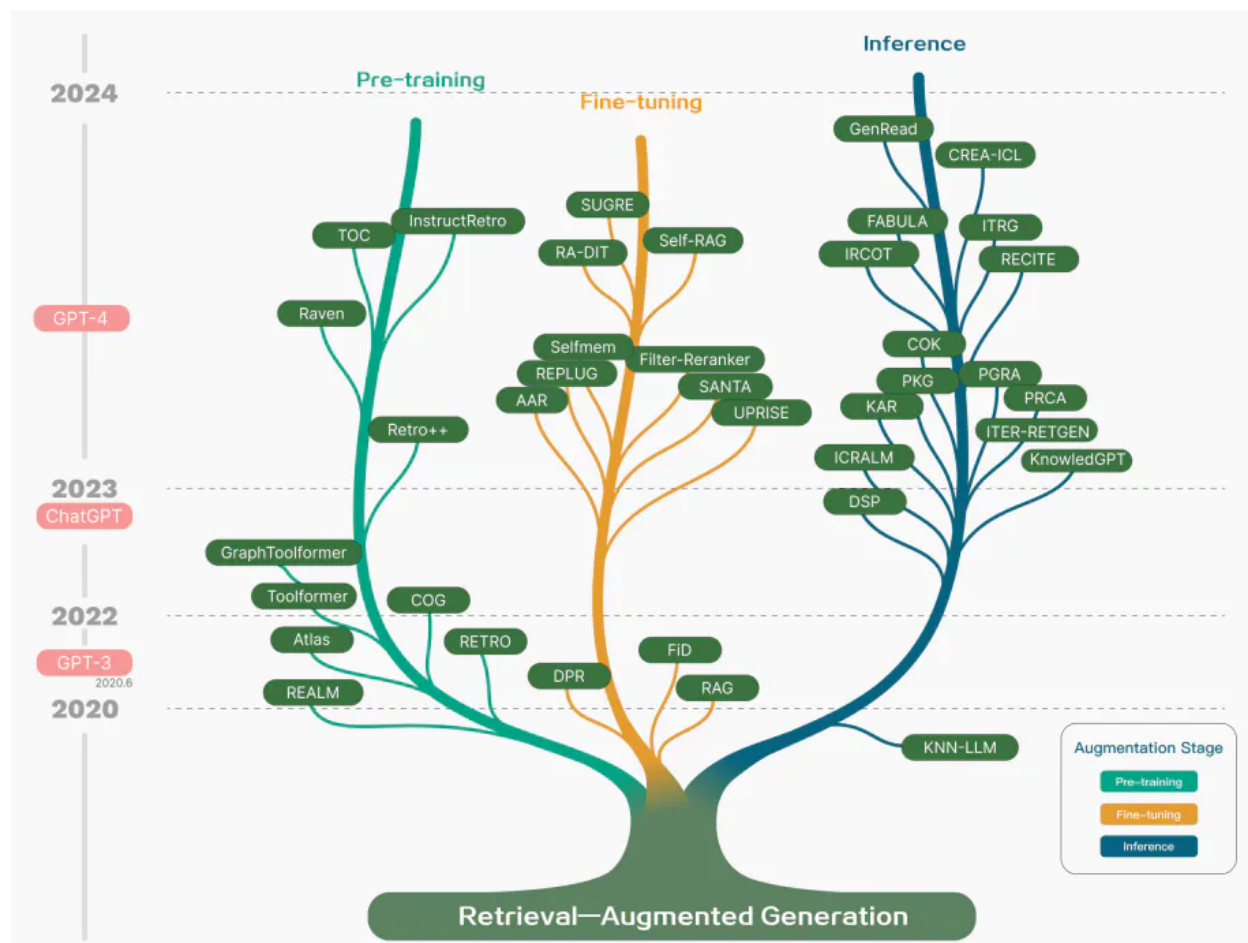 Inference
Pre-training
2024
Fine-tuning
GenRead
CREA-ICL
SUGRE
TOC
InstructRetro
FABULA
ITRG
RA-DIT
Self-RAG
IRCOT
RECITE
GPT-4
Raven
COK
Selfmem
Filter-Reranker
REPLUG
PKG
PGRA
SANTA
AAR
KAR
PRCA
UPRISE
Retro++
ITER-RETGEN
ICRALM
KnowledGPT
2023
DSP
ChatGPT
GraphToolformer
Toolformer
COG
2022
Atlas
RETRO
FiD
GPT-3
2020.6
DPR
RAG
REALM
2020
KNN-LLM
Augmentation Stage
Pre-training
Fine-tuning
Inference
Retrieval—Augmented Generation